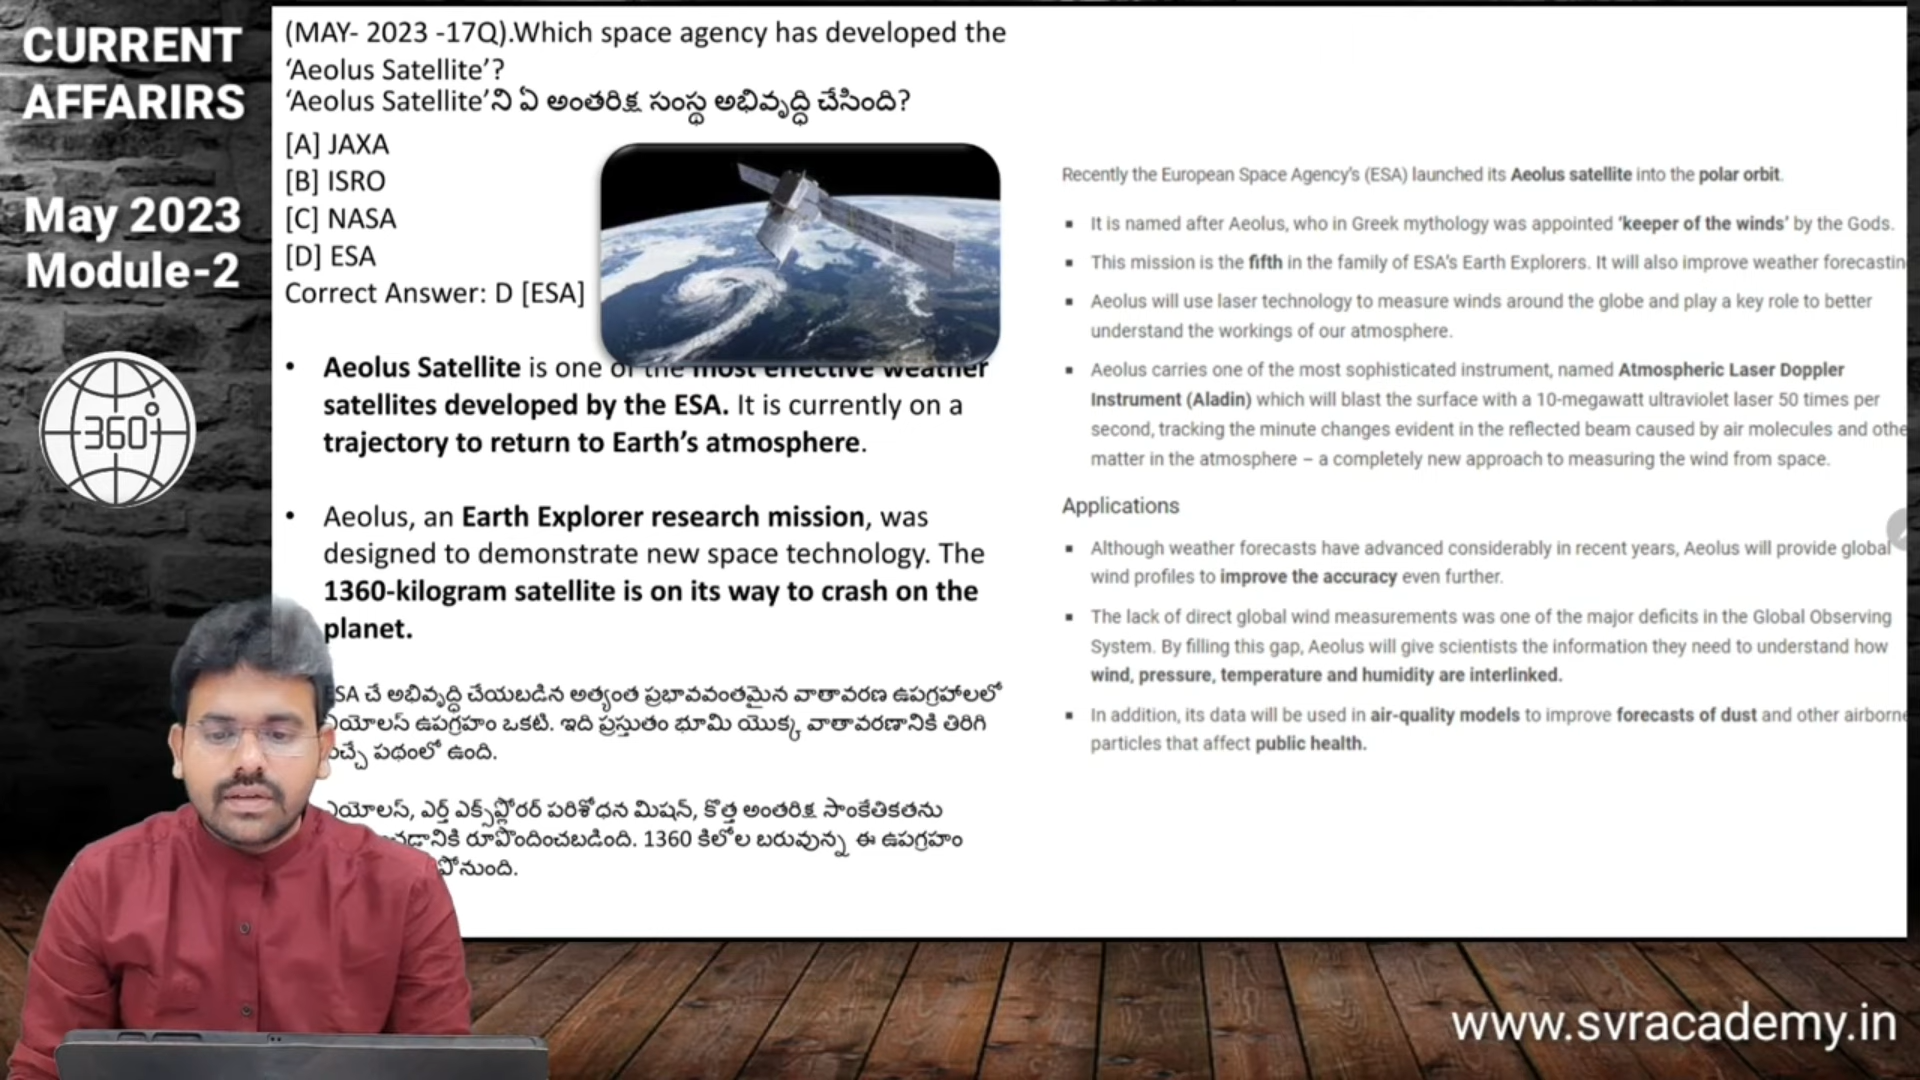 CURRENT
AFFARIRS
May 2023
Module-2
360°
(MAY- 2023 -17Q).Which space agency has developed the
‘Aeolus Satellite’?
‘Aeolus Satellite’ని ఏ అంతరిక్ష సంస్థ అభివృద్ధి చేసింది?
[A] JAXA
[B] ISRO
[C] NASA
[D] ESA
Correct Answer: D [ESA]
• Aeolus Satellite is one of the most effective weather
satellites developed by the ESA. It is currently on a
trajectory to return to Earth’s atmosphere.
• Aeolus, an Earth Explorer research mission, was
designed to demonstrate new space technology. The
1360-kilogram satellite is on its way to crash on the
planet.
ESA చే అభివృద్ధి చేయబడిన అత్యంత ప్రభావవంతమైన వాతావరణ ఉపగ్రహాలలో
ఉపగ్రహం ఒకటి. ఇది ప్రస్తుతం భూమి యొక్క వాతావరణానికి తిరిగి
పథంలో ఉంది.
ఎర్త్ ఎక్స్‌ప్లోరర్ పరిశోధన మిషన్, కొత్త అంతరిక్ష సాంకేతికతను
రూపొందించబడింది. 1360 కిలోల బరువున్న ఈ ఉపగ్రహం
Recently the European Space Agency's (ESA) launched its Aeolus satellite into the polar orbit.
▪ It is named after Aeolus, who in Greek mythology was appointed 'keeper of the winds' by the Gods.
▪ This mission is the fifth in the family of ESA's Earth Explorers. It will also improve weather forecastin
▪ Aeolus will use laser technology to measure winds around the globe and play a key role to better
understand the workings of our atmosphere.
▪ Aeolus carries one of the most sophisticated instrument, named Atmospheric Laser Doppler
Instrument (Aladin) which will blast the surface with a 10-megawatt ultraviolet laser 50 times per
second, tracking the minute changes evident in the reflected beam caused by air molecules and othe
matter in the atmosphere – a completely new approach to measuring the wind from space.
Applications
▪ Although weather forecasts have advanced considerably in recent years, Aeolus will provide global
wind profiles to improve the accuracy even further.
▪ The lack of direct global wind measurements was one of the major deficits in the Global Observing
System. By filling this gap, Aeolus will give scientists the information they need to understand how
wind, pressure, temperature and humidity are interlinked.
▪ In addition, its data will be used in air-quality models to improve forecasts of dust and other airborne
particles that affect public health.
www.svracademy.in